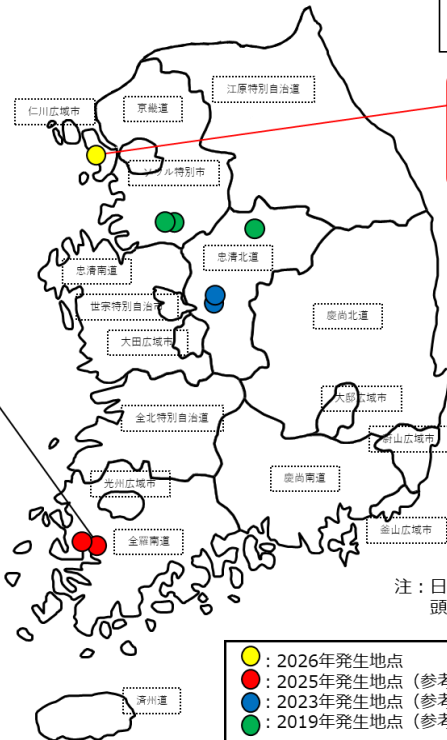 江原特別自治道
京畿道
仁川広域市
ソウル特別市
忠清北道
忠清南道
世宗特別自治市
慶尚北道
大田広域市
大邱広域市
全北特別自治道
蔚山広域市
光州広域市
慶尚南道
釜山広域市
全羅南道
注：日
頭
：2026年発生地点
：2025年発生地点（参考
：2023年発生地点（参考
：2019年発生地点（参考
済州道